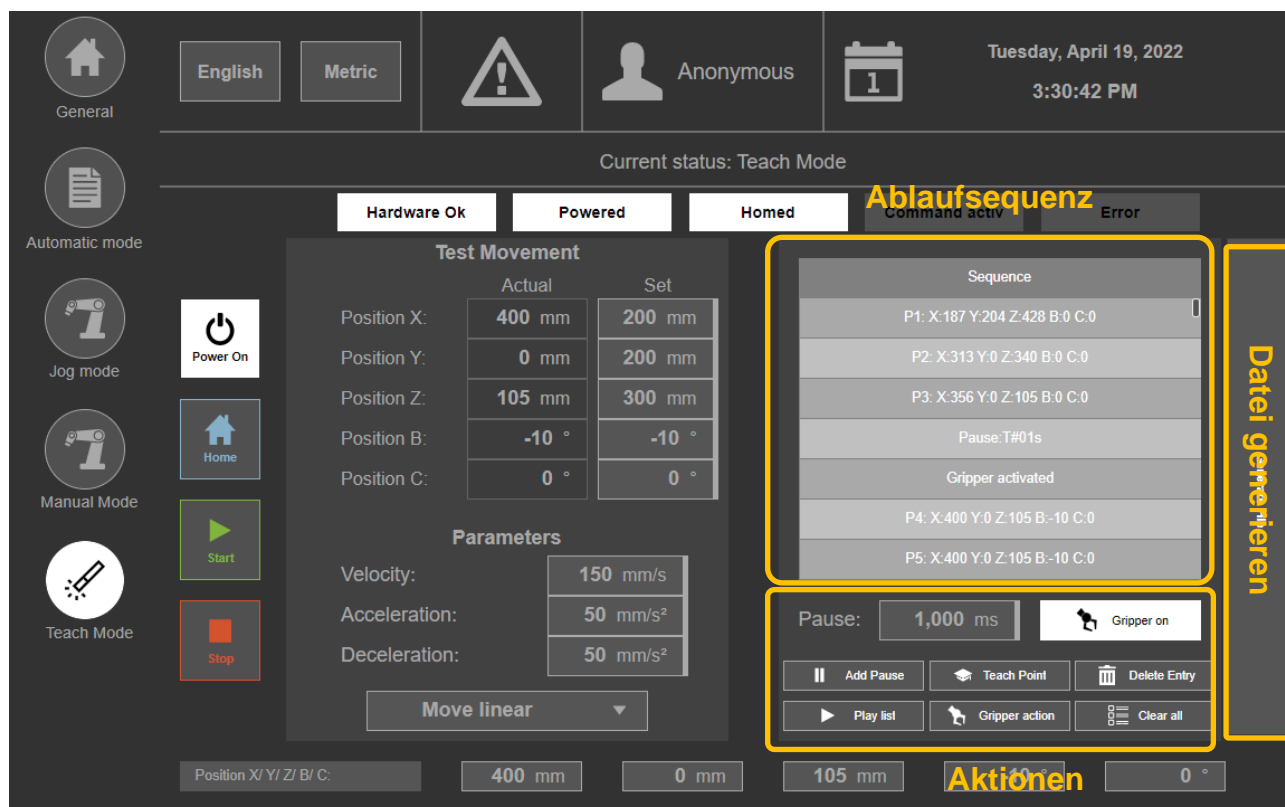 English
Metric
Anonymous
1
Tuesday, April 19, 2022
3:30:42 PM
General
Current status: Teach Mode
Automatic mode
Jog mode
Manual Mode
Teach Mode
Hardware Ok
Powered
Homed
Command activ
Error
Ablaufsequenz
Power On
Home
Start
Stop
Test Movement
Actual Set
Position X: 400 mm 200 mm
Position Y: 0 mm 200 mm
Position Z: 105 mm 300 mm
Position B: -10 ° -10 °
Position C: 0 ° 0 °
Parameters
Velocity: 150 mm/s
Acceleration: 50 mm/s²
Deceleration: 50 mm/s²
Move linear
Sequence
P1: X:187 Y:204 Z:428 B:0 C:0
P2: X:313 Y:0 Z:340 B:0 C:0
P3: X:356 Y:0 Z:105 B:0 C:0
Pause:T#01s
Gripper activated
P4: X:400 Y:0 Z:105 B:-10 C:0
P5: X:400 Y:0 Z:105 B:-10 C:0
Pause: 1,000 ms
Gripper on
Add Pause
Teach Point
Delete Entry
Play list
Gripper action
Clear all
Datei generieren
Position X/ Y/ Z/ B/ C: 400 mm 0 mm 105 mm -10 ° 0 °
Aktionen